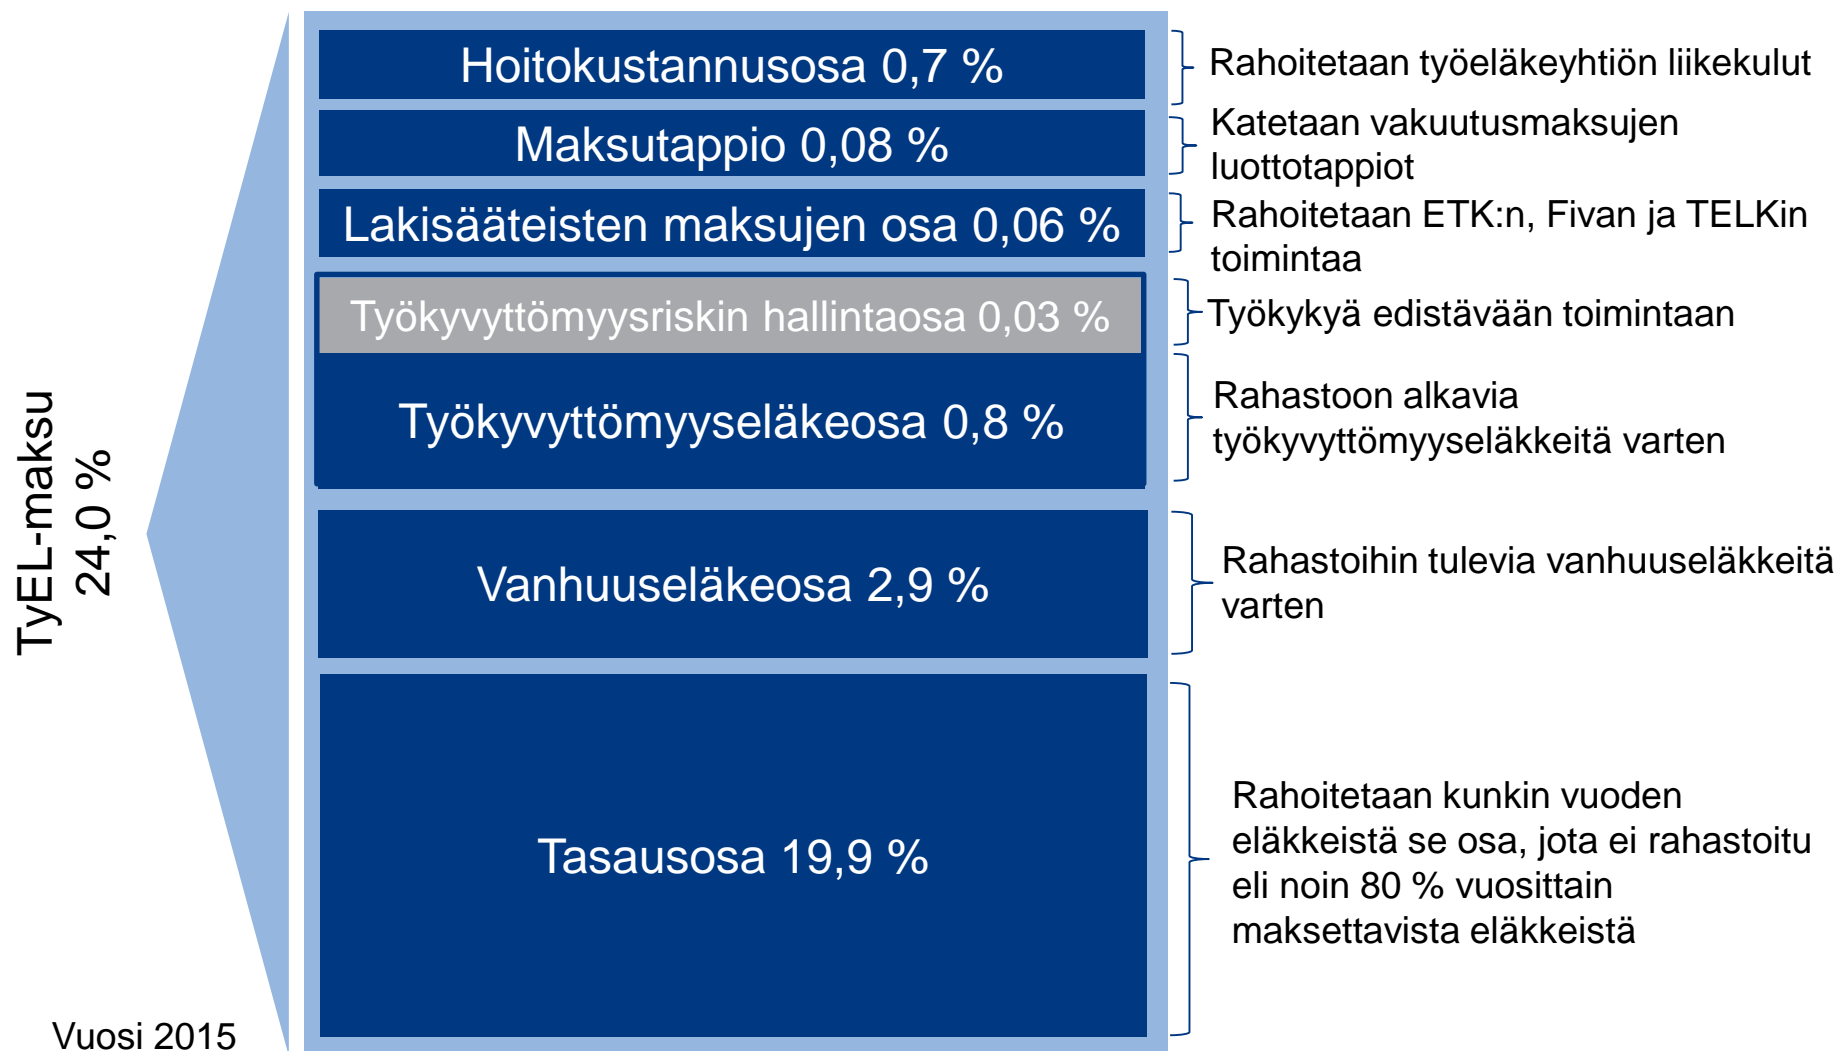 TyEL-maksu
24,0 %
Hoitokustannusosa 0,7 %
Rahoitetaan työeläkeyhtiön liikekulut
Maksutappio 0,08 %
Katetaan vakuutusmaksujen
luottotappiot
Lakisääteisten maksujen osa 0,06 %
Rahoitetaan ETK:n, Fivan ja TELKin
toimintaa
Työkyvyttömyysriskin hallintaosa 0,03 %
Työkykyä edistävään toimintaan
Työkyvyttömyyseläkeosa 0,8 %
Rahastoon alkavia
työkyvyttömyyseläkkeitä varten
Vanhuuseläkeosa 2,9 %
Rahastoihin tulevia vanhuuseläkkeitä
varten
Tasausosa 19,9 %
Rahoitetaan kunkin vuoden
eläkkeistä se osa, jota ei rahastoitu
eli noin 80 % vuosittain
maksettavista eläkkeistä
Vuosi 2015